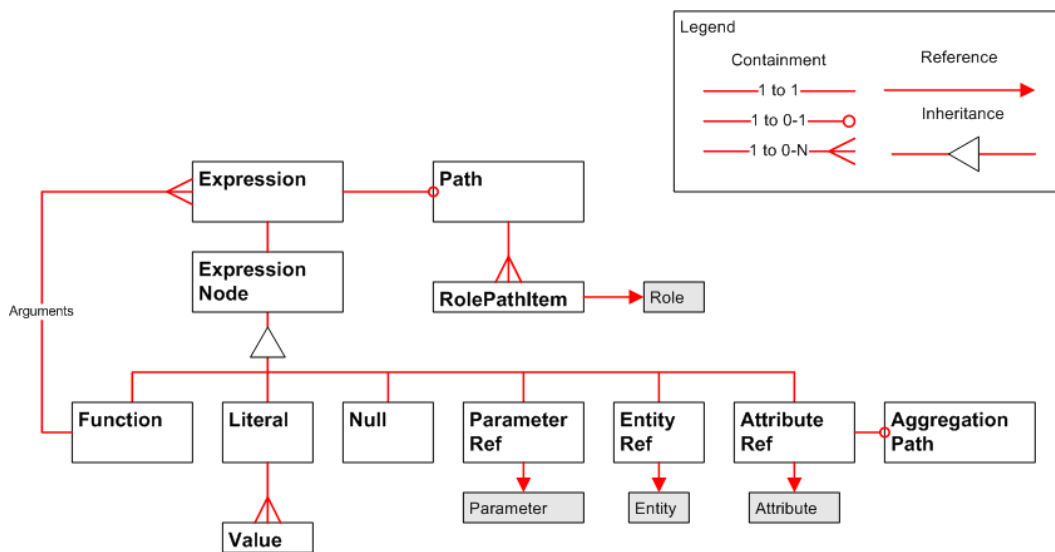 Legend
Containment
Reference
1 to 1
1 to 0-1
Inheritance
1 to 0-N
Expression
Path
Expression
Node
RolePathItem
Role
Arguments
Function
Literal
Null
Parameter
Ref
Entity
Ref
Attribute
Ref
Aggregation
Path
Parameter
Entity
Attribute
Value